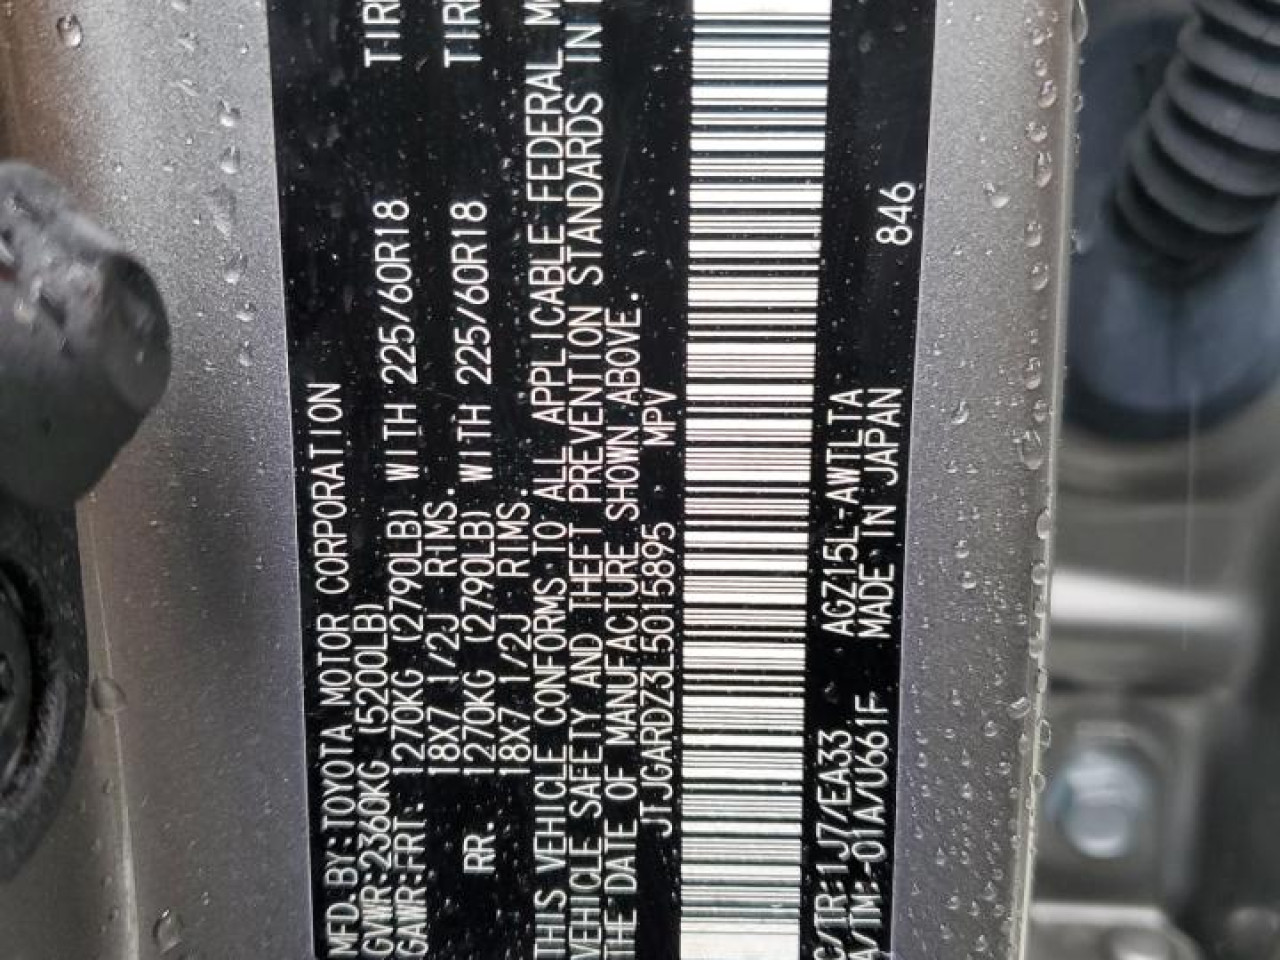 MFD. BY:TOYOTA MOTOR CORPORATION
GVWR:2360KG (5200LB)
GAWR:FRT. 1270KG (2790LB) WITH 225/60R18
18X7 1/2J RIMS.
RR. 1270KG (2790LB) WITH 225/60R18
18X7 1/2J RIMS.
THIS VEHICLE CONFORMS TO ALL APPLICABLE FEDERAL
VEHICLE SAFETY AND THEFT PREVENTION STANDARDS IN
THE DATE OF MANUFACTURE SHOWN ABOVE.
JTJGARDZ3L5015895 MPV
C/TR:1J7/EA33 AGZ15L-AWTLTA 846
A/TM:-01A/U661F MADE IN JAPAN